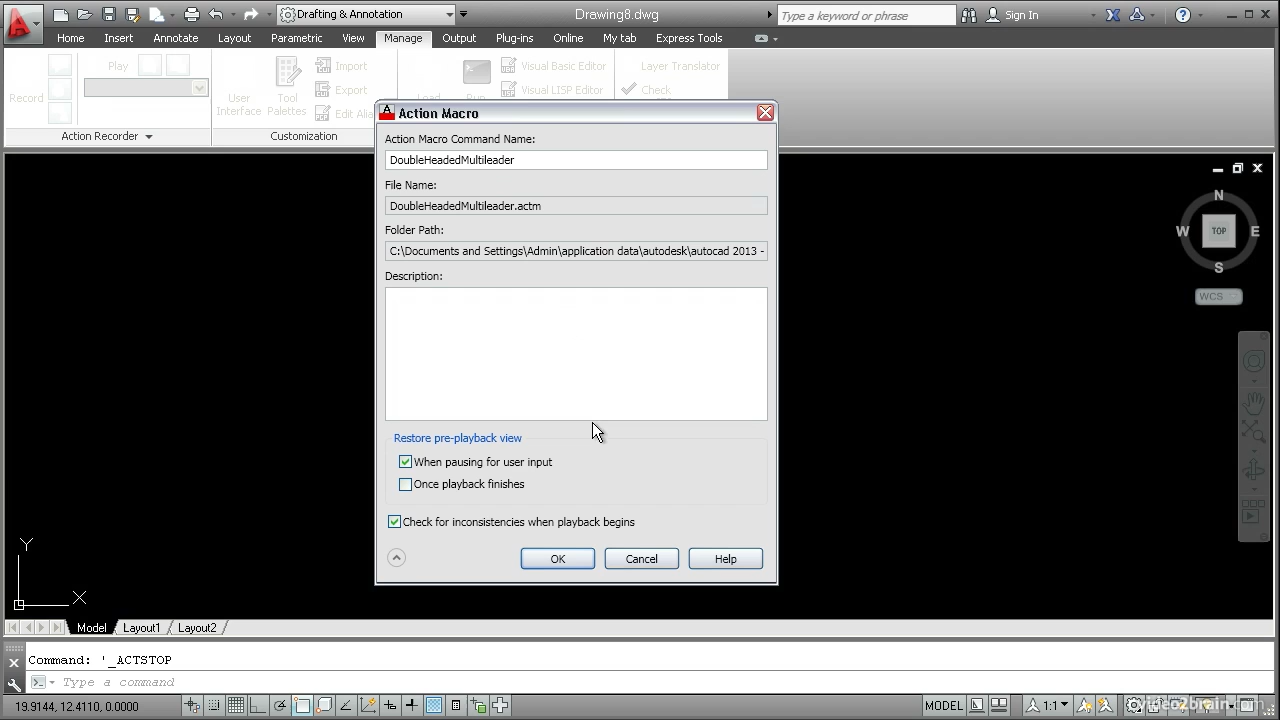 Drafting & Annotation
Drawing8.dwg
Type a keyword or phrase
Sign In
Home
Insert
Annotate
Layout
Parametric
View
Manage
Output
Plug-ins
Online
My tab
Express Tools
Record
Play
User
Interface
Tool
Palettes
Import
Export
Load
Run
Visual Basic Editor
Visual LISP Editor
Layer Translator
Check
Action Recorder
Customization
Action Macro
Action Macro Command Name:
DoubleHeadedMultileader
File Name:
DoubleHeadedMultileader.actm
Folder Path:
C:\Documents and Settings\Admin\application data\autodesk\autocad 2013 -
Description:
Restore pre-playback view
When pausing for user input
Once playback finishes
Check for inconsistencies when playback begins
OK
Cancel
Help
N
W
TOP
E
S
WCS
Y
X
Model
Layout1
Layout2
Command: '_ACTSTOP
Type a command
19.9144, 12.4110, 0.0000
MODEL
1:1
video2brain.com